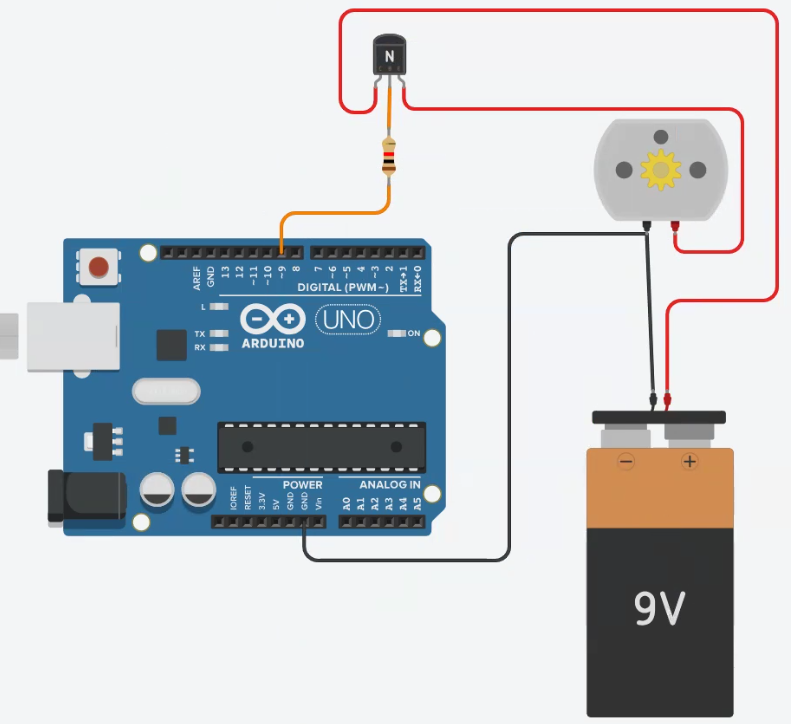 N
AREF
GND
13
12
~11
~10
~9
8
7
~6
~5
4
~3
2
TX→1
RX←0
DIGITAL (PWM~)
L
TX
RX
UNO
ARDUINO
ON
POWER
ANALOG IN
IOREF
RESET
3.3V
5V
GND
GND
Vin
A0
A1
A2
A3
A4
A5
− +
9V